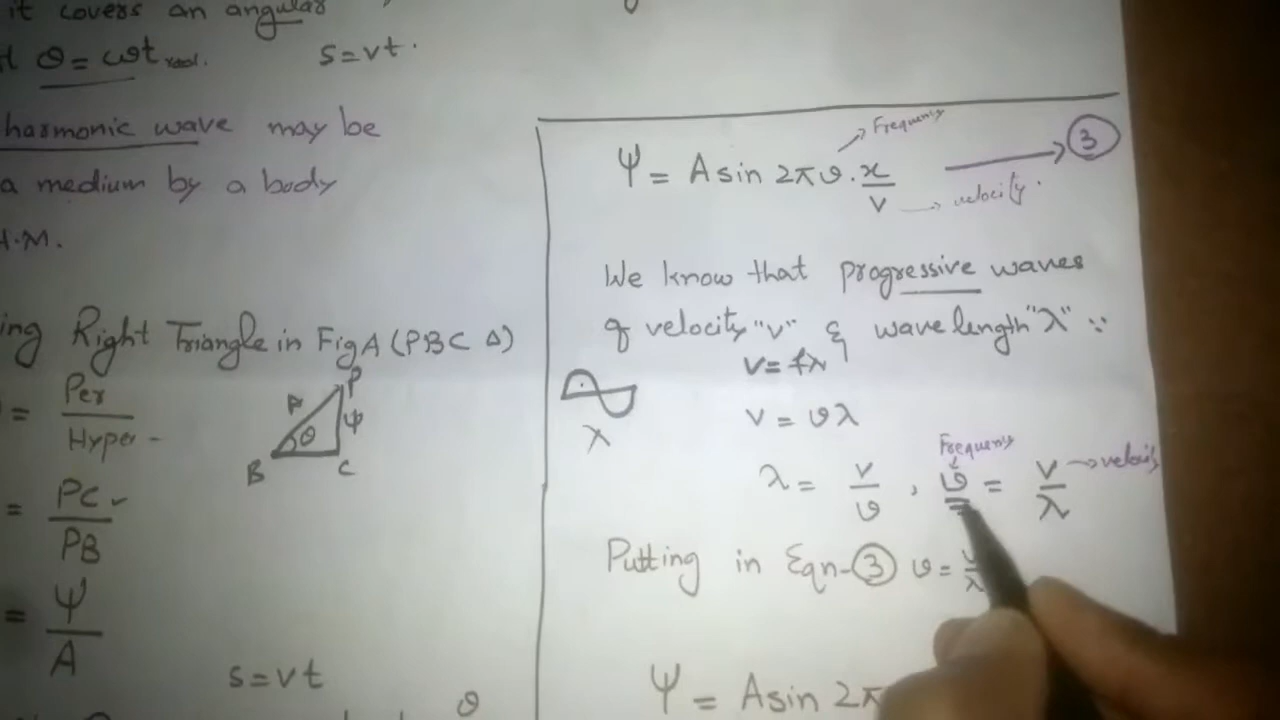 it covers an angular
θ = ωt rad. s=vt.
harmonic wave may be
a medium by a body
H.M.
ing Right Triangle in Fig A (PBC Δ)
= Per / Hyper -
P
A
θ
ψ
B
C
= PC / PB
= ψ / A
s=vt
θ
Frequency
ψ = A sin 2π υ . x / v
velocity.
3
We know that progressive waves
of velocity "v" & wave length "λ" ∵
v = fλ
λ
v = υλ
Frequency
λ = v / υ , υ = v / λ → velocity
Putting in Eqn-③ υ =
ψ = A sin 2π